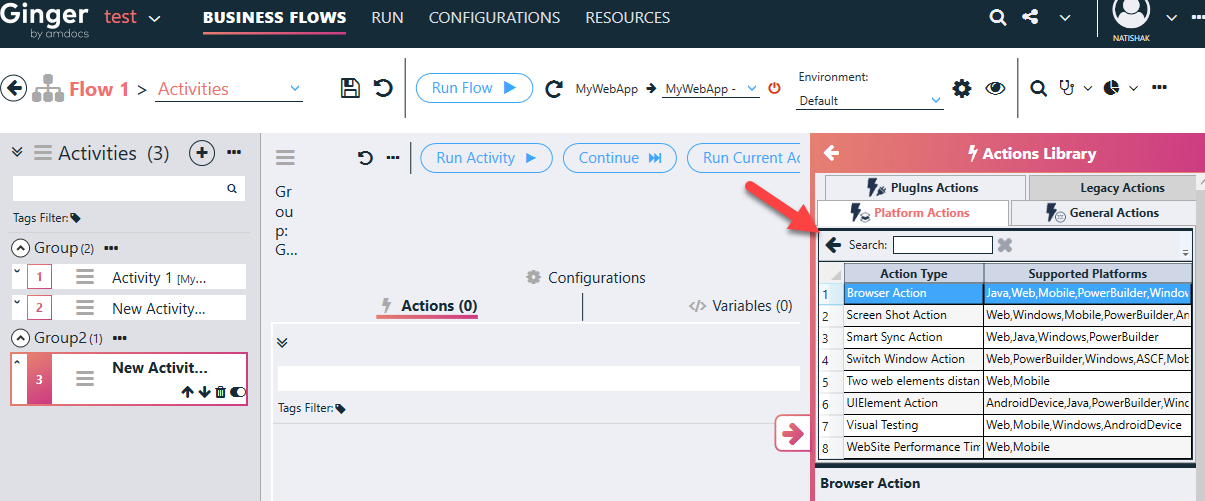 Ginger test BUSINESS FLOWS RUN CONFIGURATIONS RESOURCES
by amdocs
NATISHAK
Flow 1 > Activities
Run Flow
MyWebApp MyWebApp -
Environment:
Default
Activities (3)
Tags Filter:
Group (2)
1 Activity 1 [My...
2 New Activity...
Group2 (1)
3 New Activit...
Run Activity Continue Run Current Ac
Gr
ou
p:
G...
Configurations
Actions (0) Variables (0)
Tags Filter:
Actions Library
PlugIns Actions Legacy Actions
Platform Actions General Actions
Search:
Action Type Supported Platforms
1 Browser Action Java,Web,Mobile,PowerBuilder,Window
2 Screen Shot Action Web,Windows,Mobile,PowerBuilder,An
3 Smart Sync Action Web,Java,Windows,PowerBuilder
4 Switch Window Action Web,PowerBuilder,Windows,ASCF,Mob
5 Two web elements distan Web,Mobile
6 UIElement Action AndroidDevice,Java,PowerBuilder,Wind
7 Visual Testing Web,Mobile,Windows,AndroidDevice
8 WebSite Performance Tim Web,Mobile
Browser Action